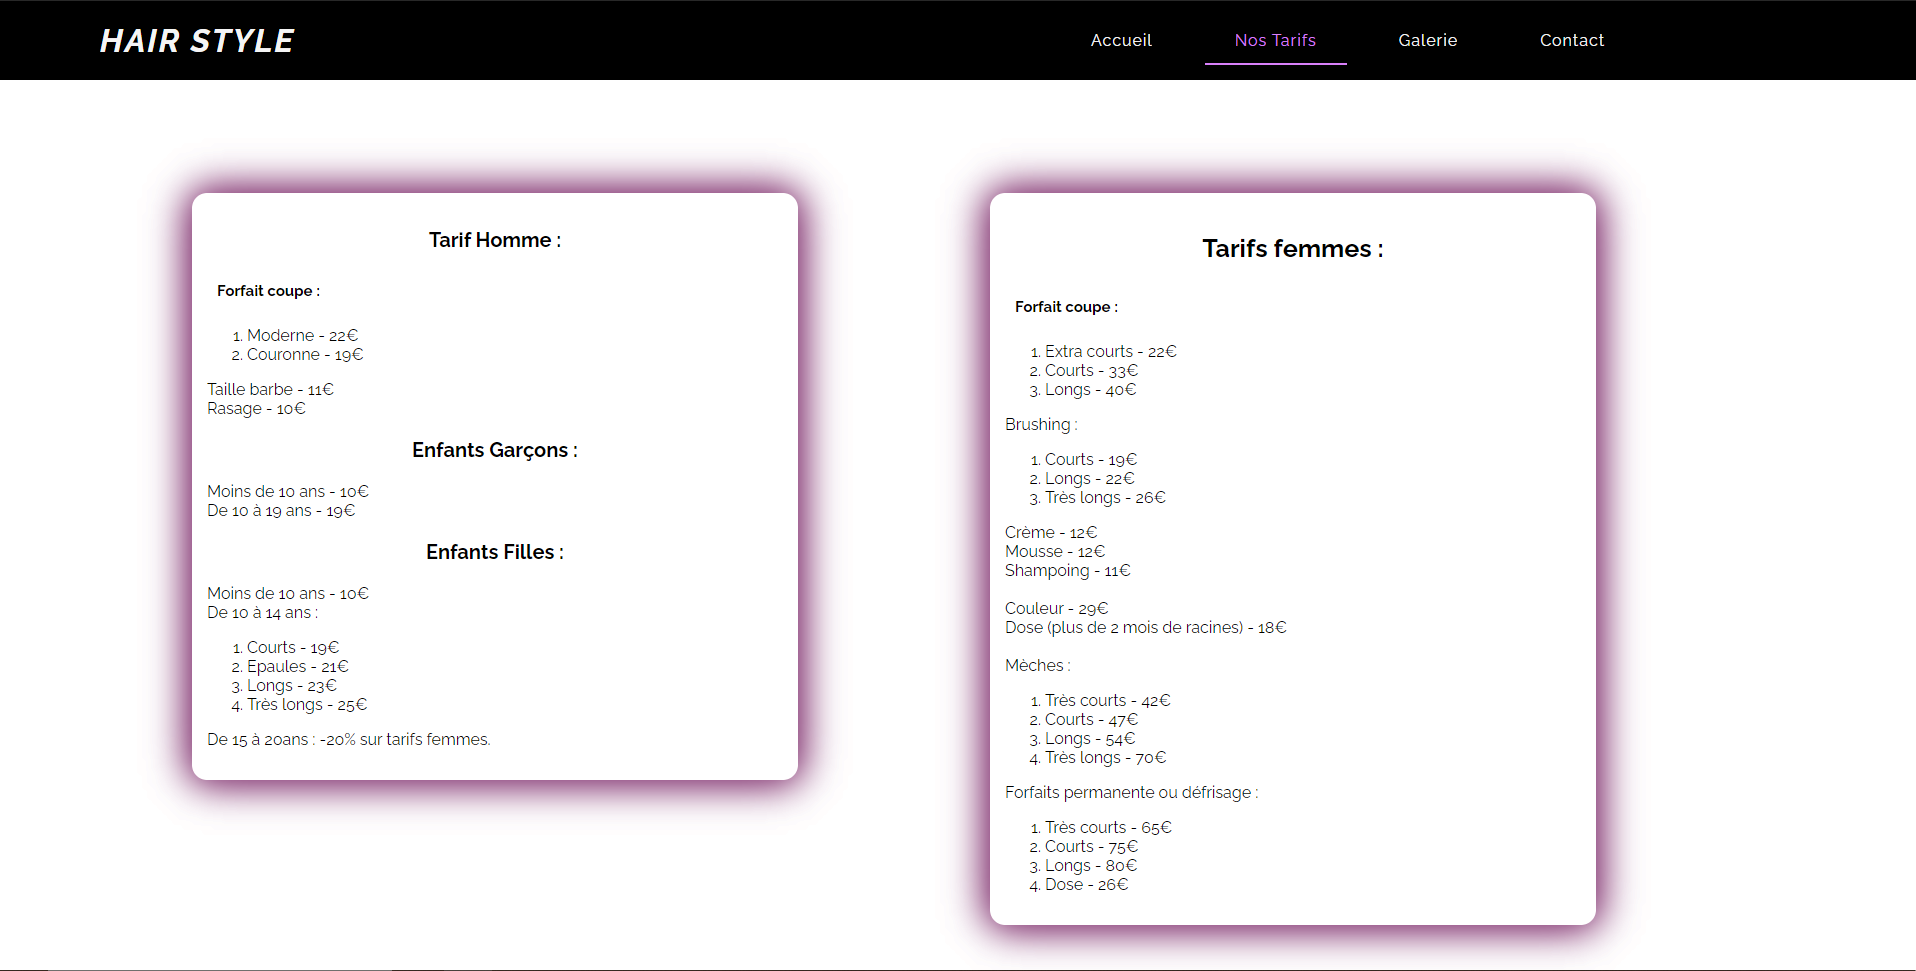 HAIR STYLE
Accueil
Nos Tarifs
Galerie
Contact
Tarif Homme :
Forfait coupe :
1. Moderne - 22€
2. Couronne - 19€
Taille barbe - 11€
Rasage - 10€
Enfants Garçons :
Moins de 10 ans - 10€
De 10 à 19 ans - 19€
Enfants Filles :
Moins de 10 ans - 10€
De 10 à 14 ans :
1. Courts - 19€
2. Epaules - 21€
3. Longs - 23€
4. Très longs - 25€
De 15 à 20ans : -20% sur tarifs femmes.
Tarifs femmes :
Forfait coupe :
1. Extra courts - 22€
2. Courts - 33€
3. Longs - 40€
Brushing :
1. Courts - 19€
2. Longs - 22€
3. Très longs - 26€
Crème - 12€
Mousse - 12€
Shampoing - 11€
Couleur - 29€
Dose (plus de 2 mois de racines) - 18€
Mèches :
1. Très courts - 42€
2. Courts - 47€
3. Longs - 54€
4. Très longs - 70€
Forfaits permanente ou défrisage :
1. Très courts - 65€
2. Courts - 75€
3. Longs - 80€
4. Dose - 26€